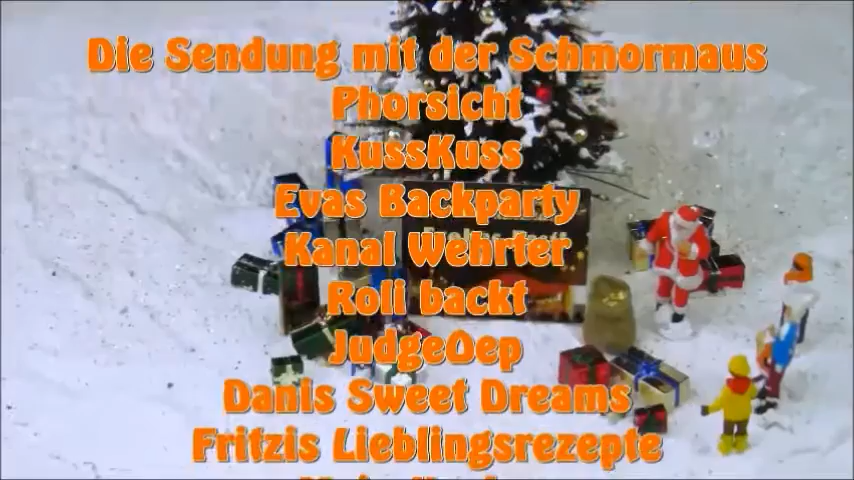 Die Sendung mit der Schmormaus
Phorsicht
KussKuss
Evas Backparty
Kanal Wehrter
Roli backt
JudgeOep
Danis Sweet Dreams
Fritzis Lieblingsrezepte